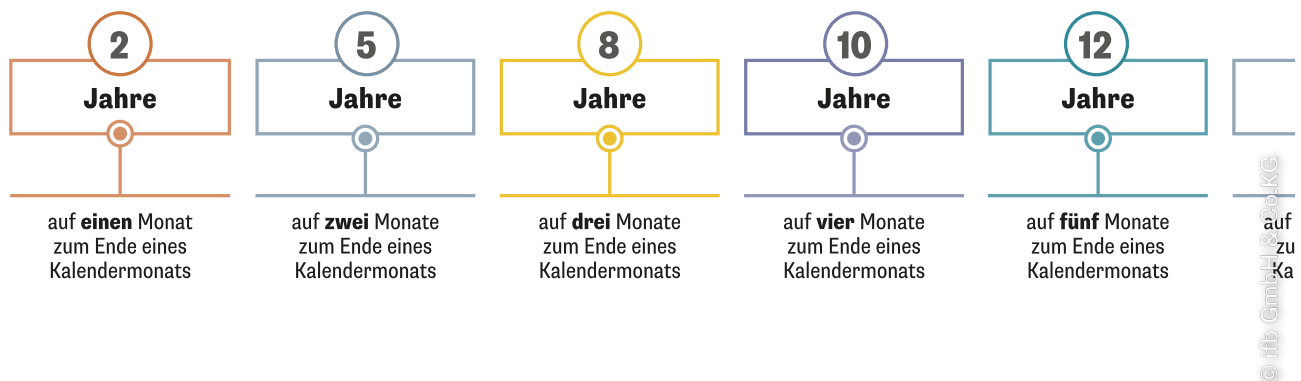 2
Jahre
auf einen Monat
zum Ende eines
Kalendermonats
5
Jahre
auf zwei Monate
zum Ende eines
Kalendermonats
8
Jahre
auf drei Monate
zum Ende eines
Kalendermonats
10
Jahre
auf vier Monate
zum Ende eines
Kalendermonats
12
Jahre
auf fünf Monate
zum Ende eines
Kalendermonats
auf
© ifb GmbH & Co.KG